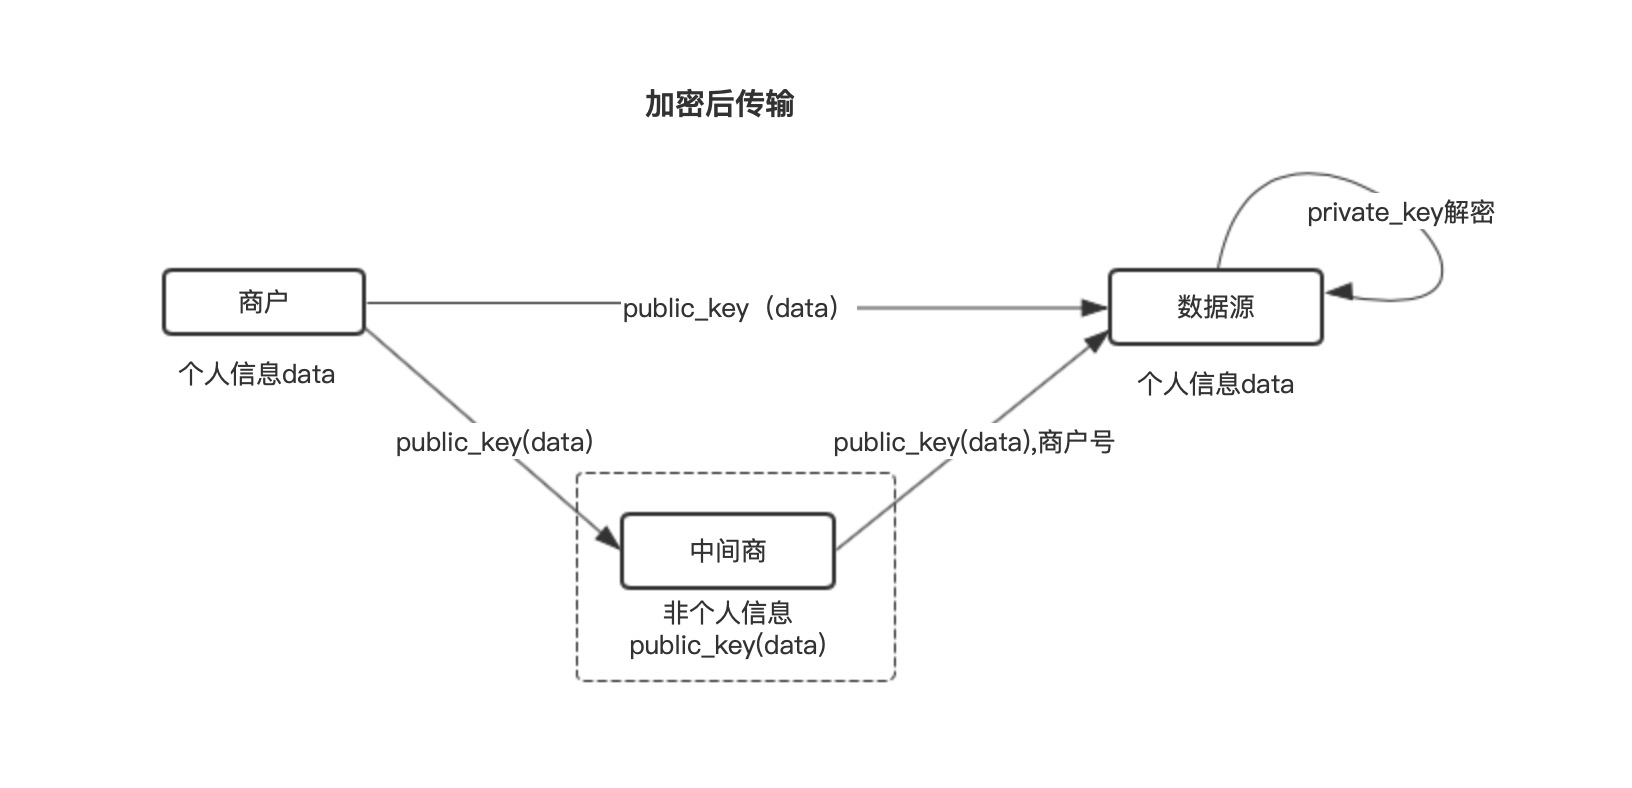 加密后传输
private_key解密
商户
public_key（data）
数据源
个人信息data
个人信息data
public_key(data)
public_key(data),商户号
中间商
非个人信息
public_key(data)